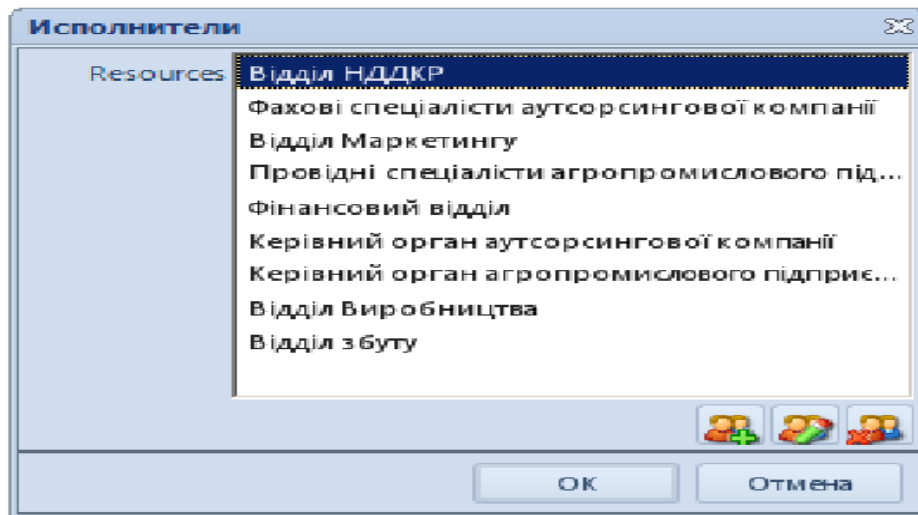 Исполнители
Resources
Відділ НДДКР
Фахові спеціалісти аутсорсингової компанії
Відділ Маркетингу
Провідні спеціалісти агропромислового під...
Фінансовий відділ
Керівний орган аутсорсингової компанії
Керівний орган агропромислового підприє...
Відділ Виробництва
Відділ збуту
ОК
Отмена